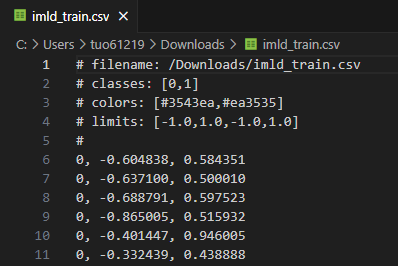 imld_train.csv
C: > Users > tuo61219 > Downloads > imld_train.csv
1 # filename: /Downloads/imld_train.csv
2 # classes: [0,1]
3 # colors: [#3543ea,#ea3535]
4 # limits: [-1.0,1.0,-1.0,1.0]
5 #
6 0, -0.604838, 0.584351
7 0, -0.637100, 0.500010
8 0, -0.688791, 0.597523
9 0, -0.865005, 0.515932
10 0, -0.401447, 0.946005
11 0, -0.332439, 0.438888